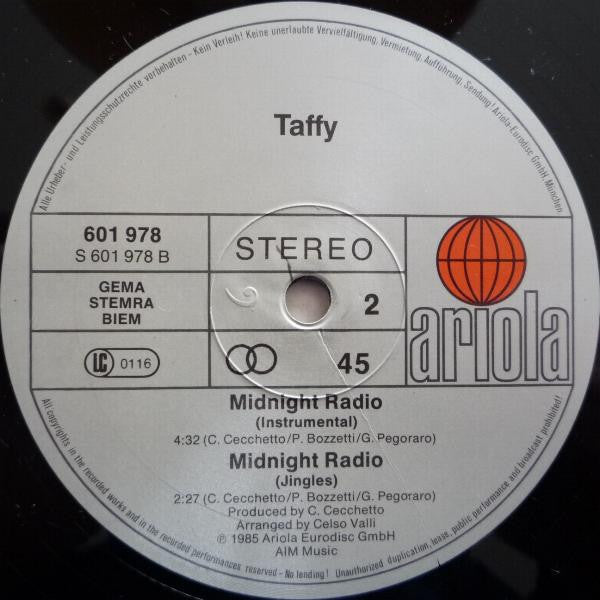 Alle Urheber- und Leistungsschutzrechte vorbehalten - Kein Verleih! Keine unerlaubte Vervielfältigung, Vermietung, Aufführung, Sendung! Ariola-Eurodisc GmbH, München
Taffy
601 978
S 601 978 B
STEREO
GEMA
STEMRA
BIEM
2
LC 0116
45
ariola
Midnight Radio
(Instrumental)
4:32 (C. Cecchetto/P. Bozzetti/G. Pegoraro)
Midnight Radio
(Jingles)
2:27 (C. Cecchetto/P. Bozzetti/G. Pegoraro)
Produced by C. Cecchetto
Arranged by Celso Valli
℗ 1985 Ariola Eurodisc GmbH
AIM Music
All copyrights in the recorded works and in the recorded performances reserved - No lending! Unauthorized duplication, lease, public performance and broadcast prohibited!